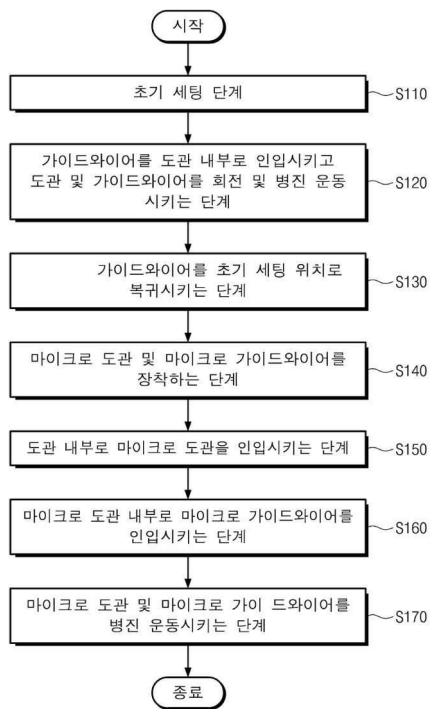 시작
초기 세팅 단계
S110
가이드와이어를 도관 내부로 인입시키고
도관 및 가이드와이어를 회전 및 병진 운동
시키는 단계
S120
가이드와이어를 초기 세팅 위치로
복귀시키는 단계
S130
마이크로 도관 및 마이크로 가이드와이어를
장착하는 단계
S140
도관 내부로 마이크로 도관을 인입시키는 단계
S150
마이크로 도관 내부로 마이크로 가이드와이어를
인입시키는 단계
S160
마이크로 도관 및 마이크로 가이 드와이어를
병진 운동시키는 단계
S170
종료